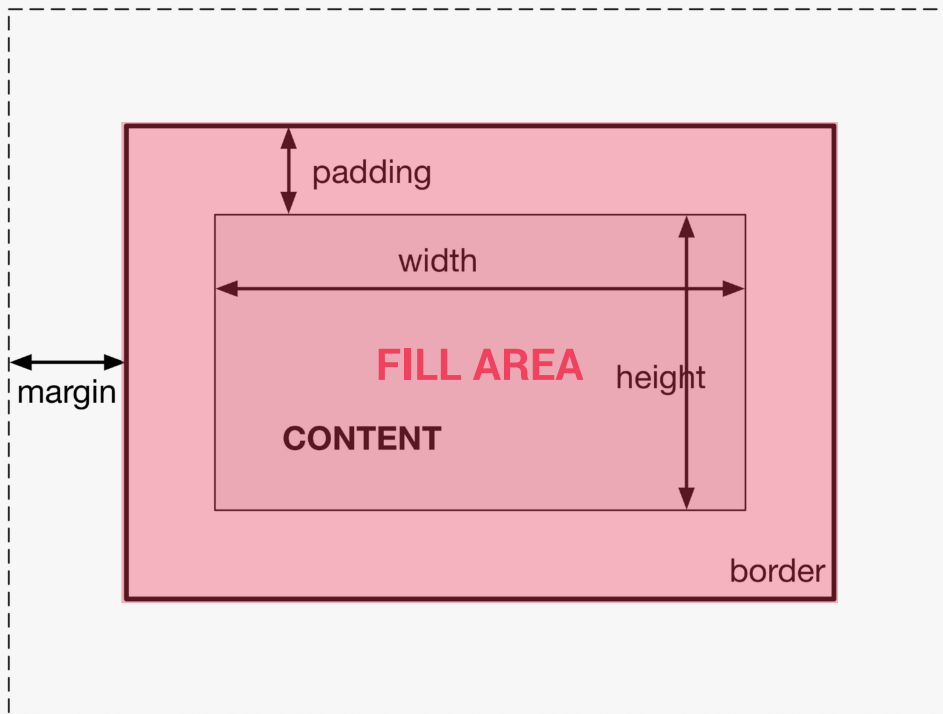 padding
width
FILL AREA
height
margin
CONTENT
border